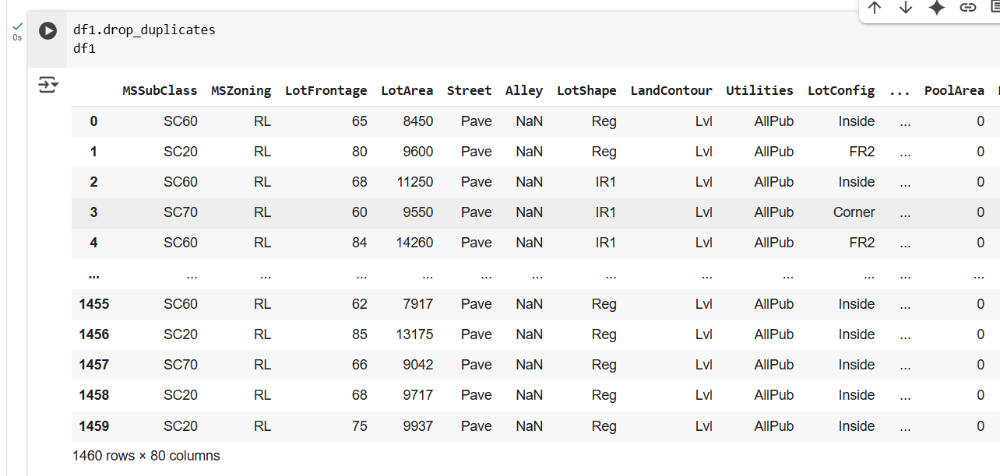 df1.drop_duplicates
0s
df1
MSSubClass MSZoning LotFrontage LotArea Street Alley LotShape LandContour Utilities LotConfig ... PoolArea
0 SC60 RL 65 8450 Pave NaN Reg Lvl AllPub Inside ... 0
1 SC20 RL 80 9600 Pave NaN Reg Lvl AllPub FR2 ... 0
2 SC60 RL 68 11250 Pave NaN IR1 Lvl AllPub Inside ... 0
3 SC70 RL 60 9550 Pave NaN IR1 Lvl AllPub Corner ... 0
4 SC60 RL 84 14260 Pave NaN IR1 Lvl AllPub FR2 ... 0
... ... ... ... ... ... ... ... ... ... ... ... ...
1455 SC60 RL 62 7917 Pave NaN Reg Lvl AllPub Inside ... 0
1456 SC20 RL 85 13175 Pave NaN Reg Lvl AllPub Inside ... 0
1457 SC70 RL 66 9042 Pave NaN Reg Lvl AllPub Inside ... 0
1458 SC20 RL 68 9717 Pave NaN Reg Lvl AllPub Inside ... 0
1459 SC20 RL 75 9937 Pave NaN Reg Lvl AllPub Inside ... 0
1460 rows × 80 columns